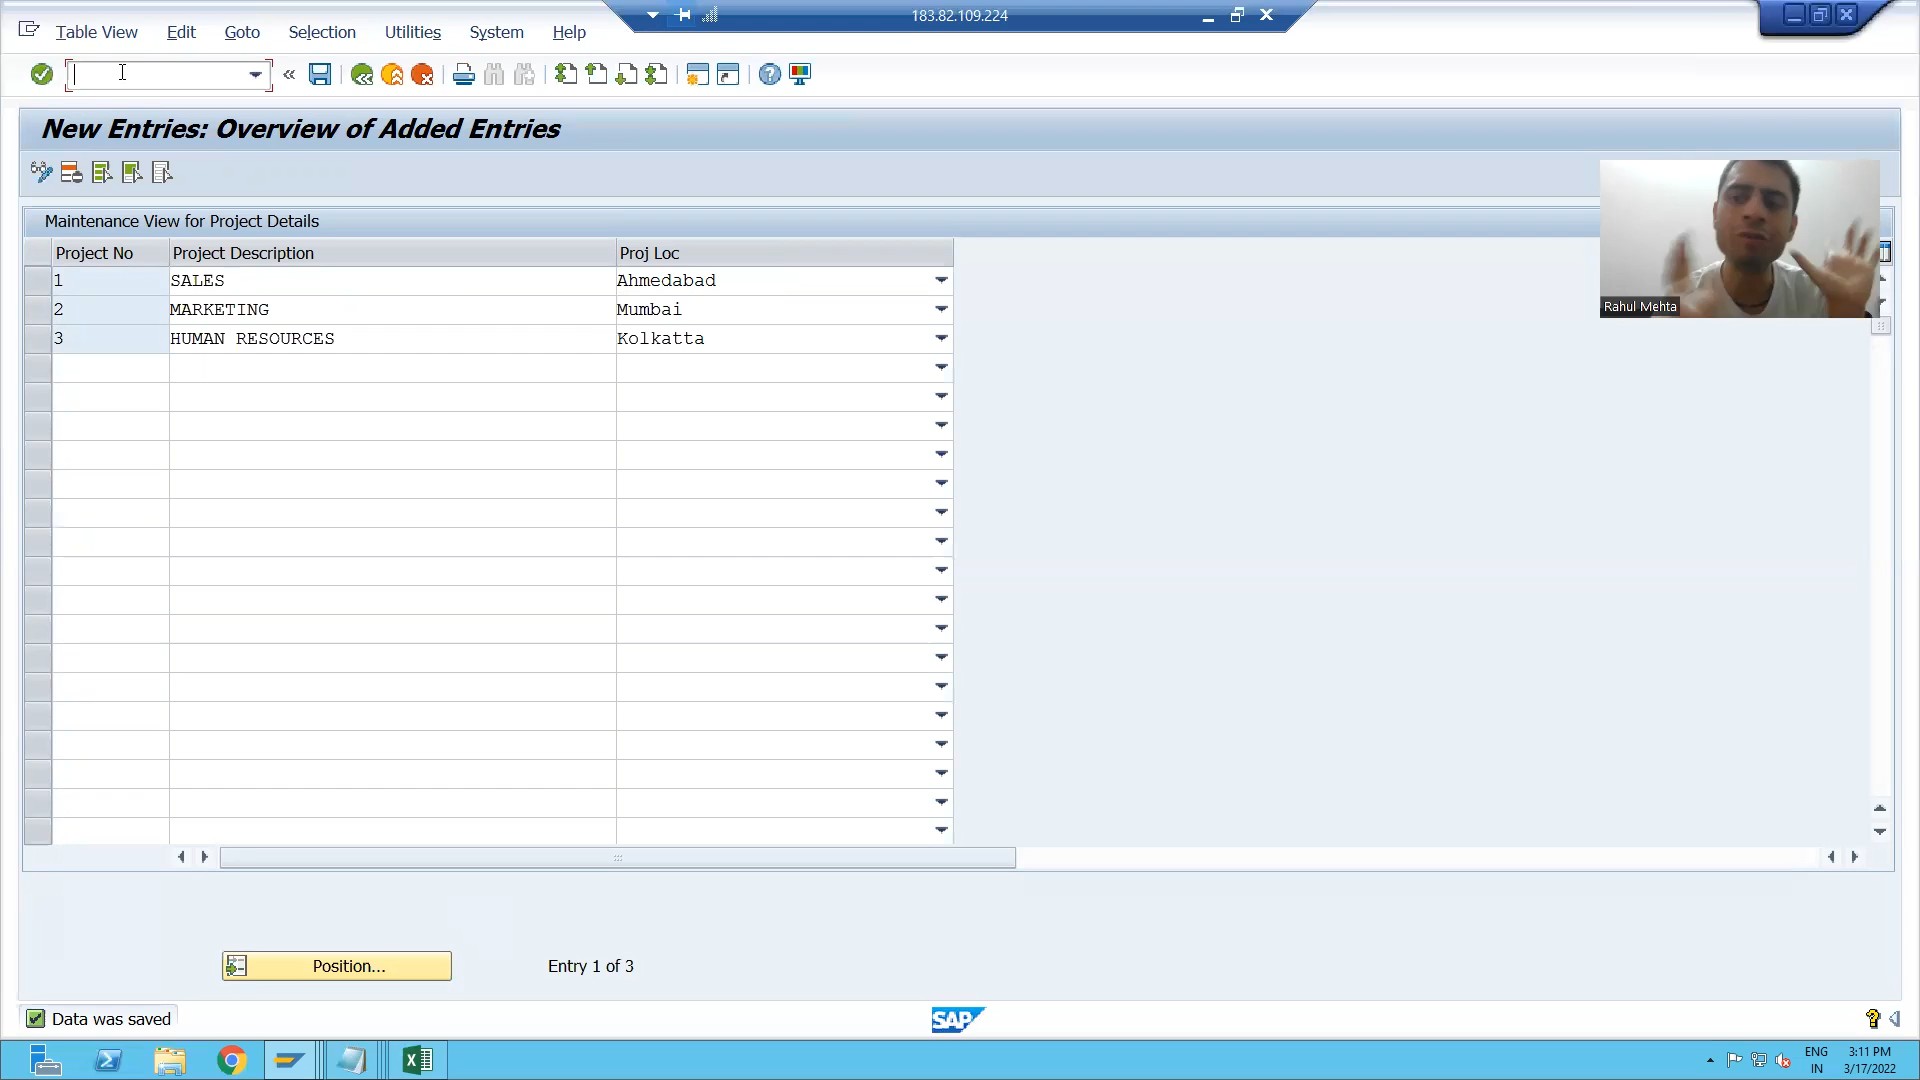 183.82.109.224
Table View Edit Goto Selection Utilities System Help
New Entries: Overview of Added Entries
Maintenance View for Project Details
Project No Project Description Proj Loc
1 SALES Ahmedabad
2 MARKETING Mumbai
3 HUMAN RESOURCES Kolkatta
Rahul Mehta
Position... Entry 1 of 3
Data was saved
SAP
ENG 3:11 PM
IN 3/17/2022